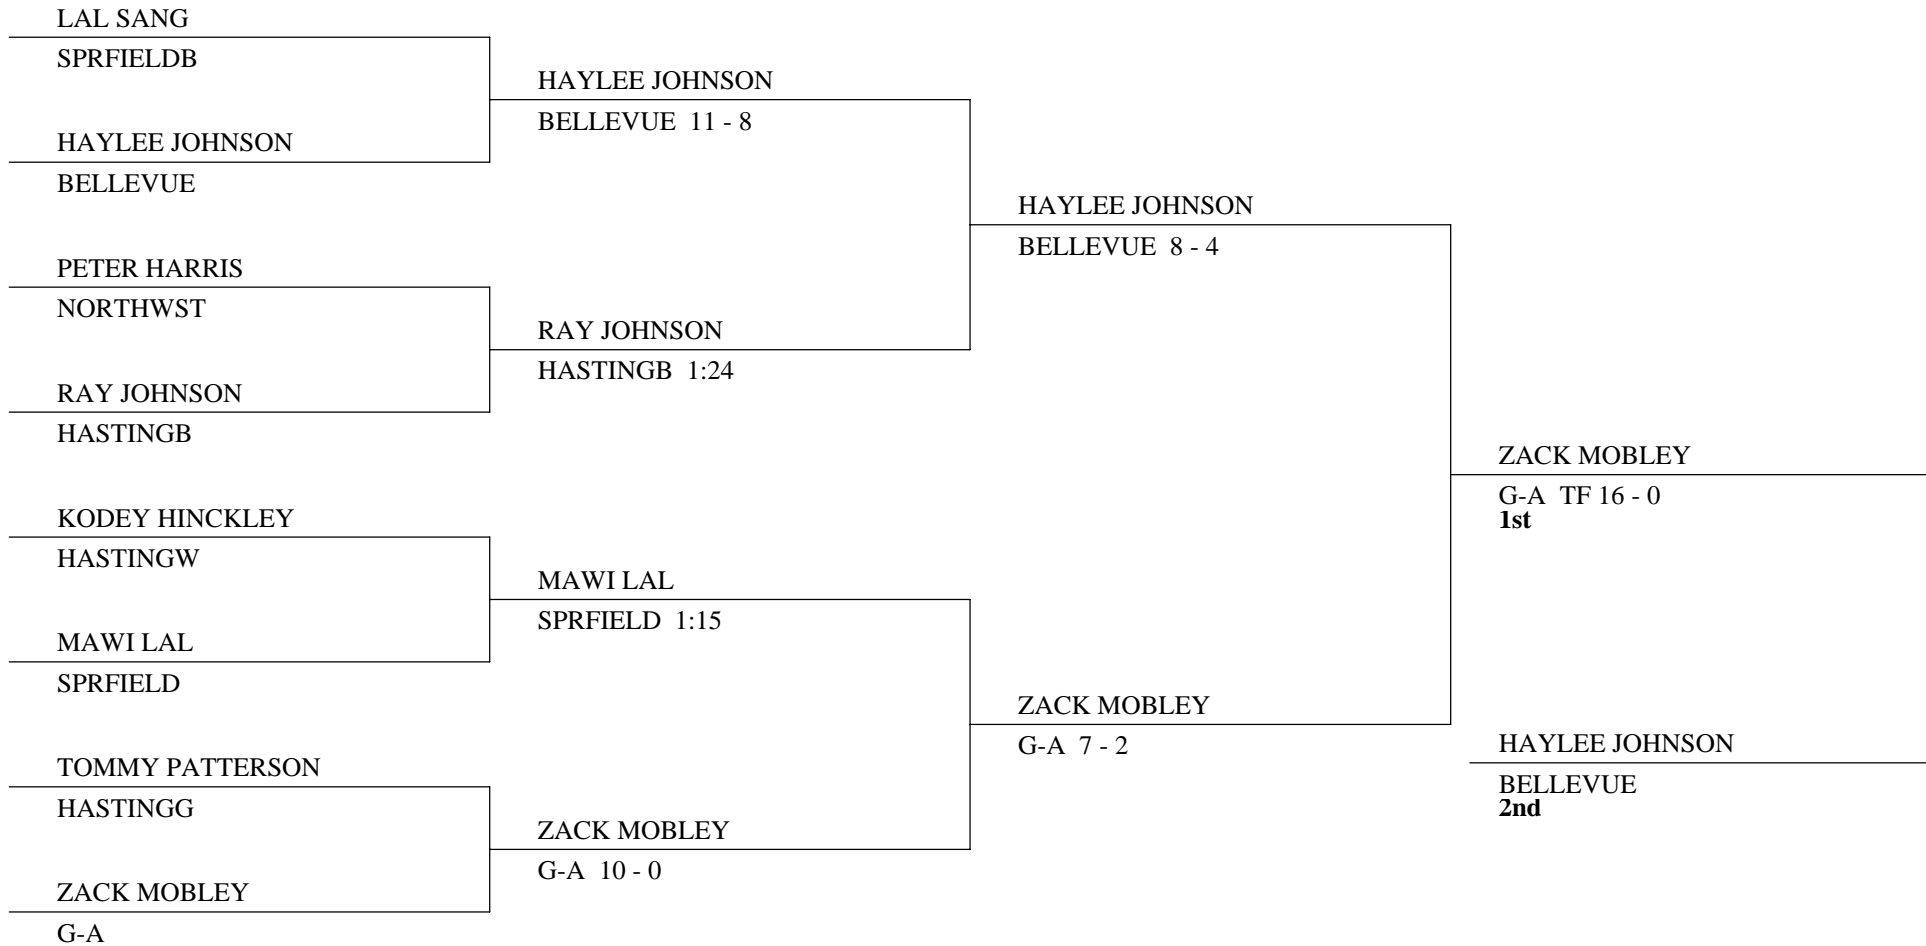 LAL SANG
SPRFIELDB
HAYLEE JOHNSON
BELLEVUE
PETER HARRIS
NORTHWST
RAY JOHNSON
HASTINGB
KODEY HINCKLEY
HASTINGW
MAWI LAL
SPRFIELD
TOMMY PATTERSON
HASTINGG
ZACK MOBLEY
G-A
HAYLEE JOHNSON
BELLEVUE 11 - 8
RAY JOHNSON
HASTINGB 1:24
MAWI LAL
SPRFIELD 1:15
ZACK MOBLEY
G-A 10 - 0
HAYLEE JOHNSON
BELLEVUE 8 - 4
ZACK MOBLEY
G-A 7 - 2
ZACK MOBLEY
G-A TF 16 - 0
1st
HAYLEE JOHNSON
BELLEVUE
2nd